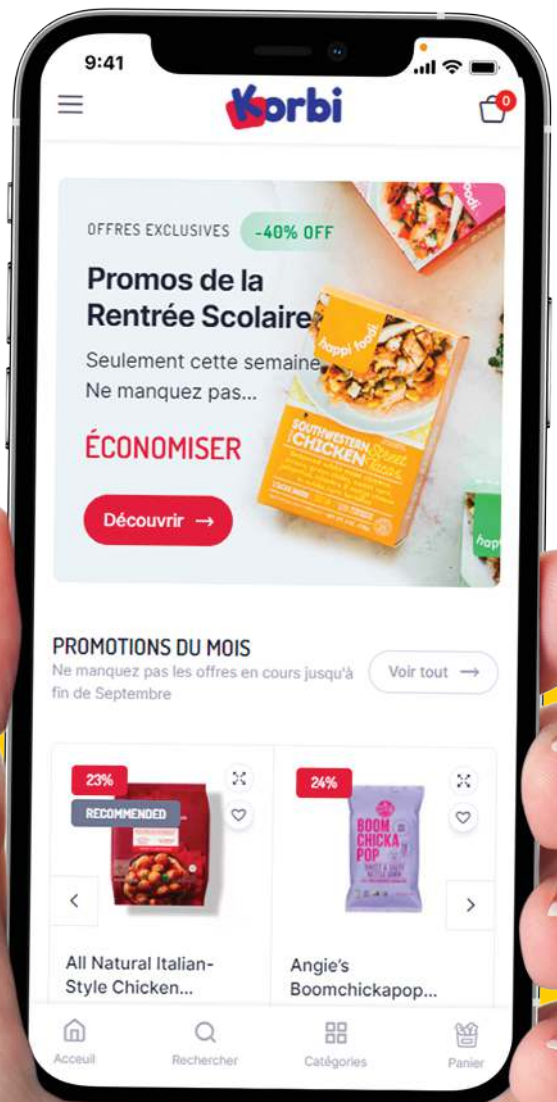 9:41
Korbi
0
OFFRES EXCLUSIVES
-40% OFF
Promos de la
Rentrée Scolaire
Seulement cette semaine
Ne manquez pas...
ÉCONOMISER
Découvrir →
happi foodi
SOUTHWESTERN
CHICKEN Street
Tacos
PROMOTIONS DU MOIS
Ne manquez pas les offres en cours jusqu'à
fin de Septembre
Voir tout →
23%
RECOMMENDED
24%
BOOM
CHICKA
POP
All Natural Italian-
Style Chicken...
Angie's
Boomchickapop...
Acceuil
Rechercher
Catégories
Panier